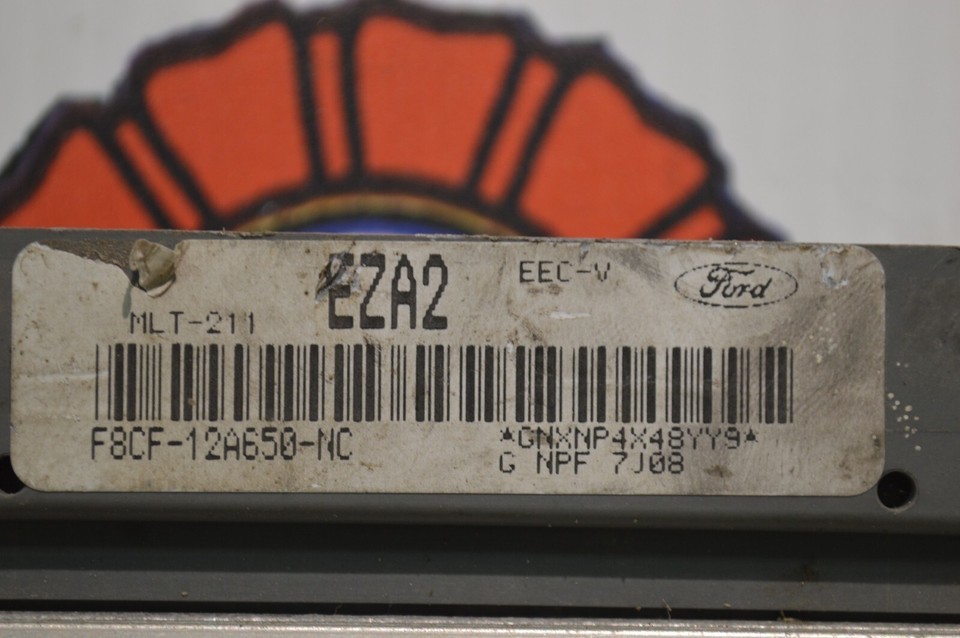 EZA2
EEC-V
Ford
MLT-211
F8CF-12A650-NC
*GNXNP4X48YY9*
G NPF 7J08